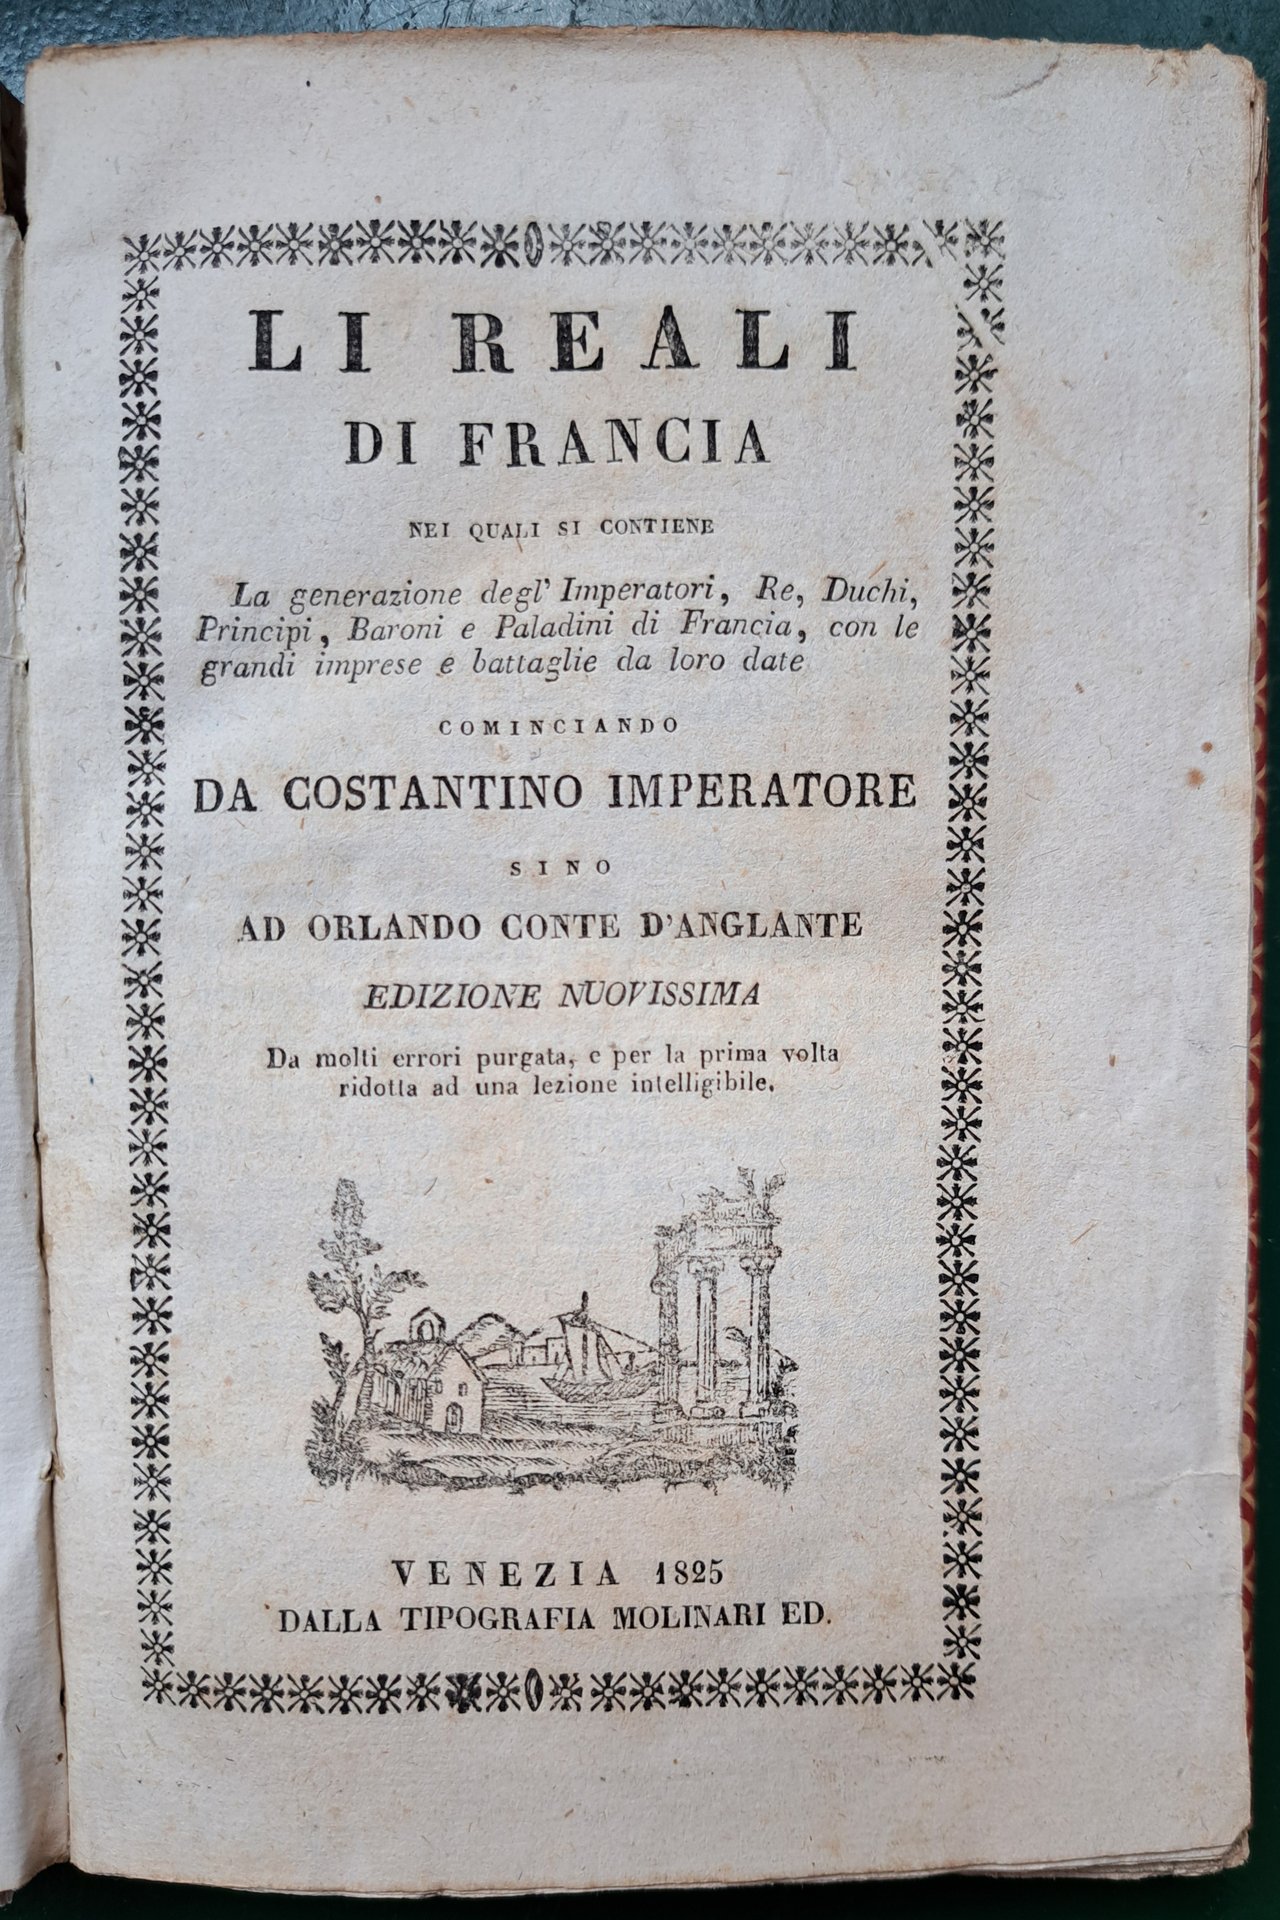 LI REALI
DI FRANCIA
NEI QUALI SI CONTIENE
La generazione degl' Imperatori, Re, Duchi,
Principi, Baroni e Paladini di Francia, con le
grandi imprese e battaglie da loro date
COMINCIANDO
DA COSTANTINO IMPERATORE
SINO
AD ORLANDO CONTE D'ANGLANTE
EDIZIONE NUOVISSIMA
Da molti errori purgata, e per la prima volta
ridotta ad una lezione intelligibile.
VENEZIA 1825
DALLA TIPOGRAFIA MOLINARI ED.